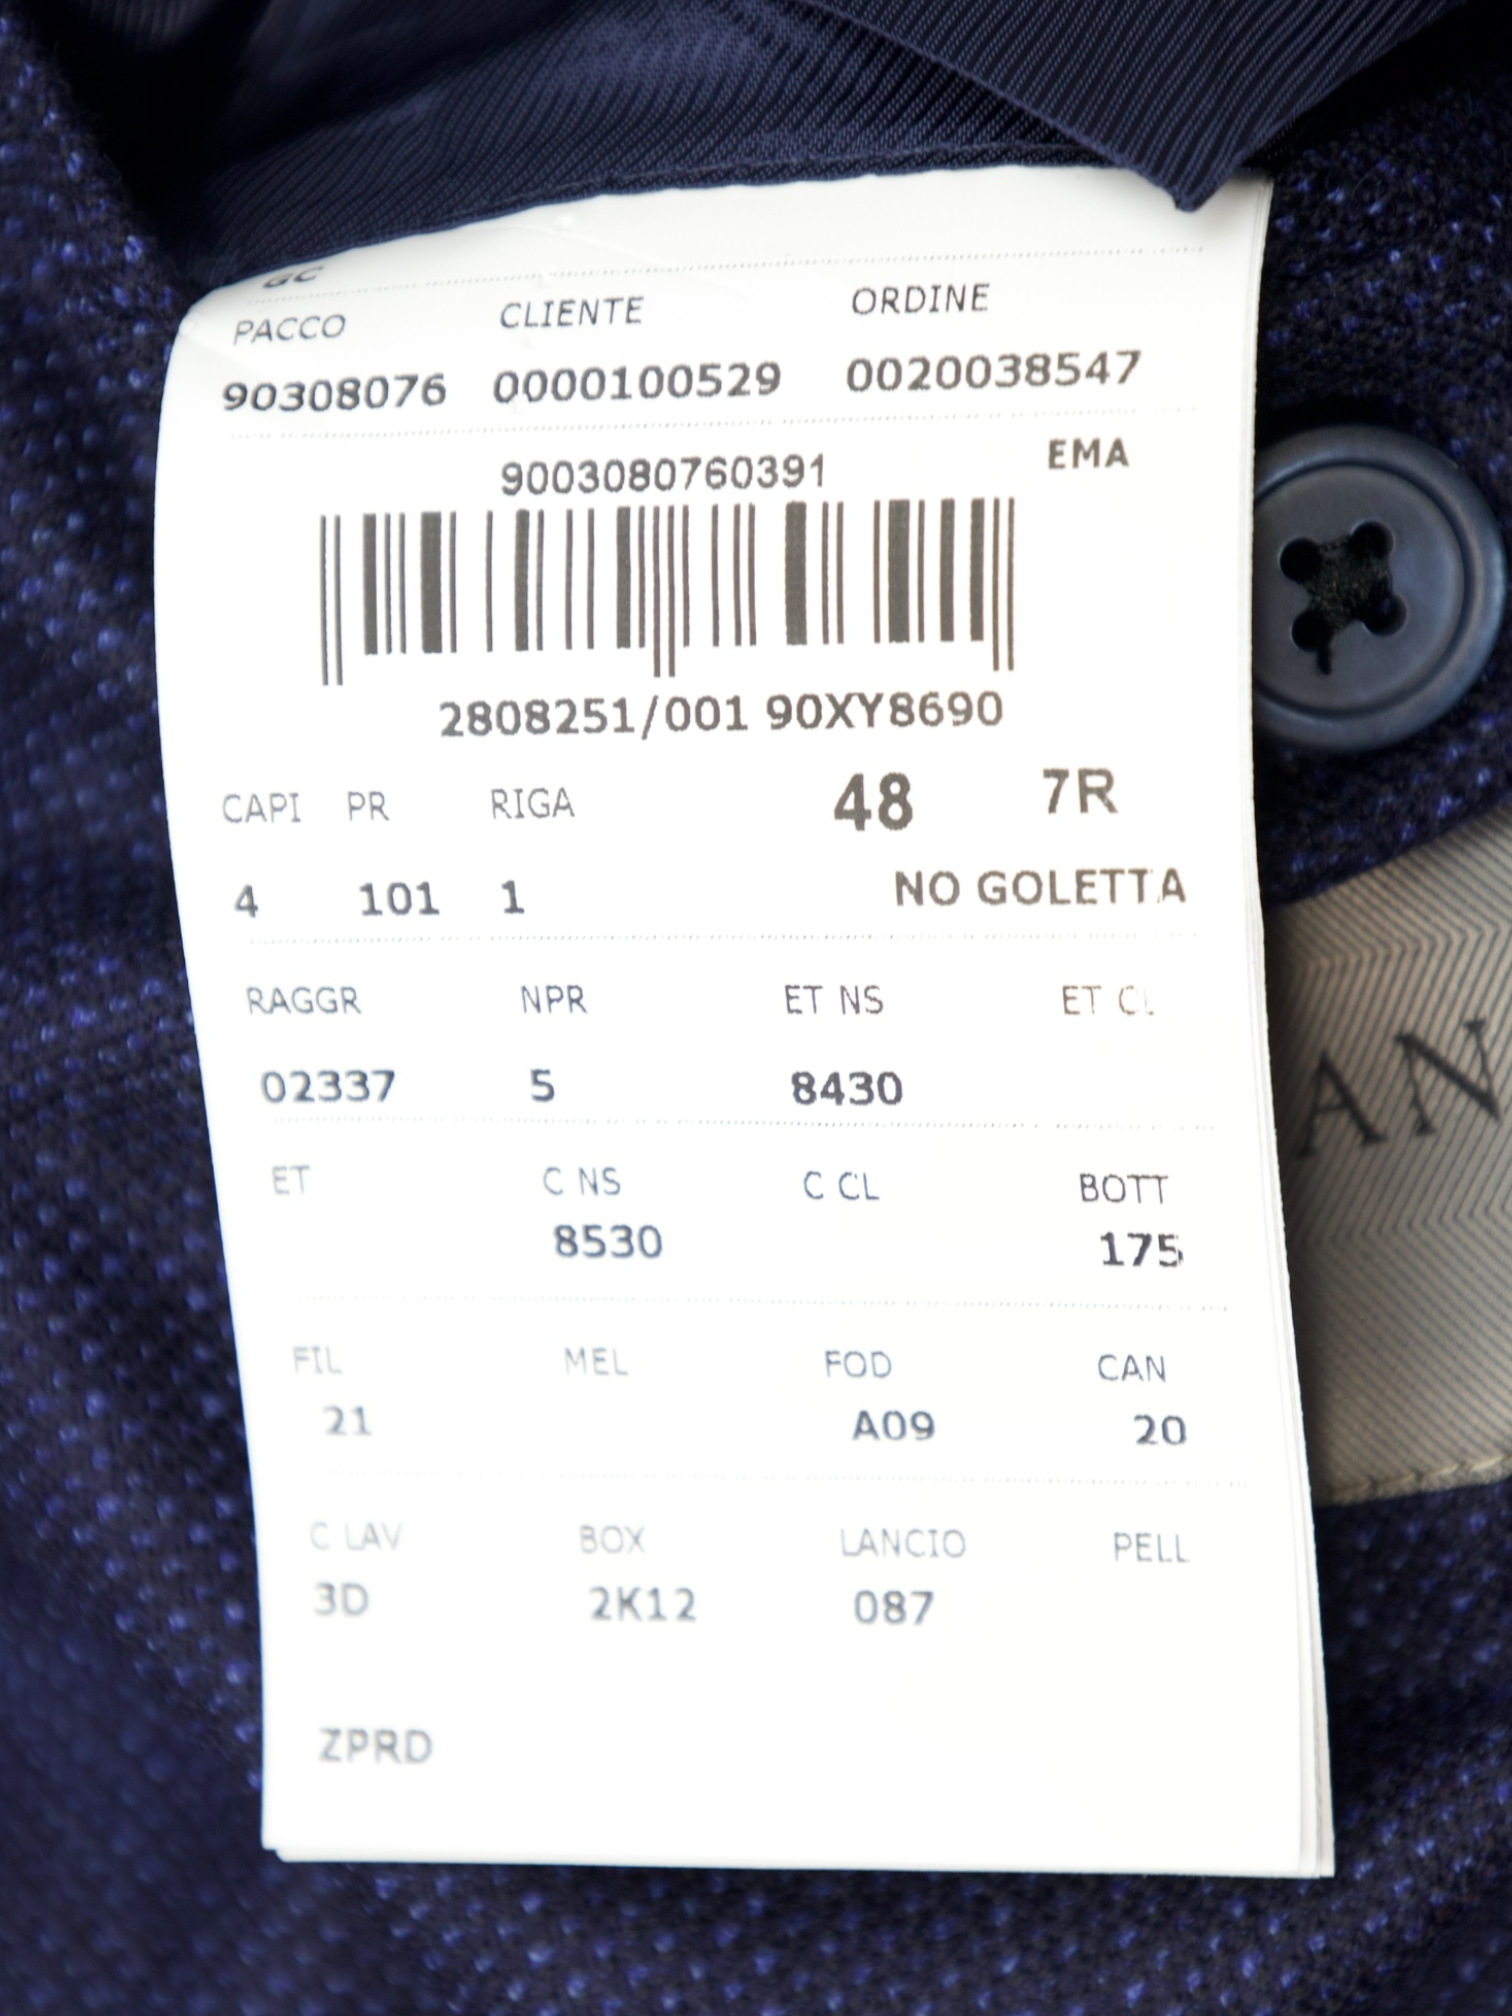 GC
PACCO CLIENTE ORDINE
90308076 0000100529 0020038547
EMA
9003080760391
2808251/001 90XY8690
CAPI PR RIGA 48 7R
4 101 1 NO GOLETTA
RAGGR NPR ET NS ET CL
02337 5 8430
ET C NS C CL BOTT
8530 175
FIL MEL FOD CAN
21 A09 20
C LAV BOX LANCIO PELL
3D 2K12 087
ZPRD
AN